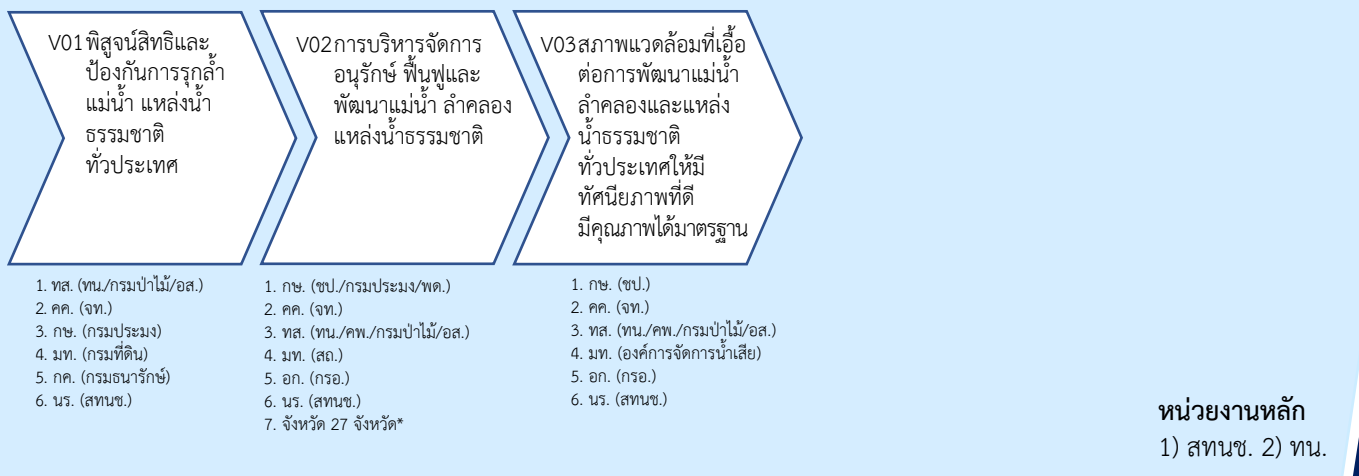 V01พิสูจน์สิทธิและ
ป้องกันการรุกล้ำ
แม่น้ำ แหล่งน้ำ
ธรรมชาติ
ทั่วประเทศ
V02การบริหารจัดการ
อนุรักษ์ ฟื้นฟูและ
พัฒนาแม่น้ำ ลำคลอง
แหล่งน้ำธรรมชาติ
V03สภาพแวดล้อมที่เอื้อ
ต่อการพัฒนาแม่น้ำ
ลำคลองและแหล่ง
น้ำธรรมชาติ
ทั่วประเทศให้มี
ทัศนียภาพที่ดี
มีคุณภาพได้มาตรฐาน
1. ทส. (ทน./กรมป่าไม้/อส.)
2. คค. (จท.)
3. กษ. (กรมประมง)
4. มท. (กรมที่ดิน)
5. กค. (กรมธนารักษ์)
6. นร. (สทนช.)
1. กษ. (ชป./กรมประมง/พด.)
2. คค. (จท.)
3. ทส. (ทน./คพ./กรมป่าไม้/อส.)
4. มท. (สถ.)
5. อก. (กรอ.)
6. นร. (สทนช.)
7. จังหวัด 27 จังหวัด*
1. กษ. (ชป.)
2. คค. (จท.)
3. ทส. (ทน./คพ./กรมป่าไม้/อส.)
4. มท. (องค์การจัดการน้ำเสีย)
5. อก. (กรอ.)
6. นร. (สทนช.)
หน่วยงานหลัก
1) สทนช. 2) ทน.